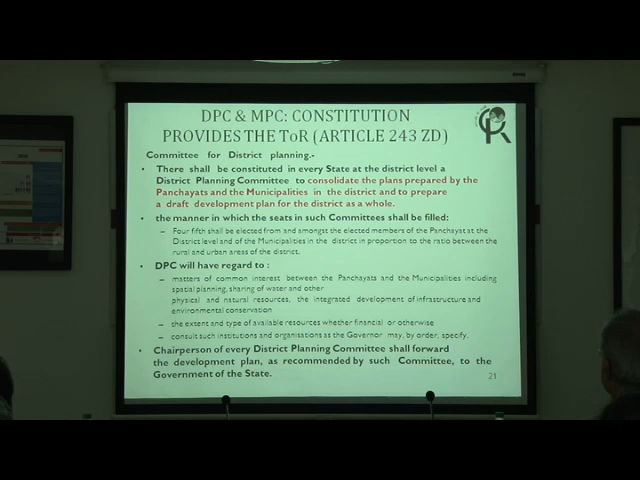 DPC & MPC: CONSTITUTION
PROVIDES THE ToR (ARTICLE 243 ZD)
Committee for District planning.-
• There shall be constituted in every State at the district level a
District Planning Committee to consolidate the plans prepared by the
Panchayats and the Municipalities in the district and to prepare
a draft development plan for the district as a whole.
• the manner in which the seats in such Committees shall be filled:
– Four fifth shall be elected from and amongst the elected members of the Panchayat at the
District level and of the Municipalities in the district in proportion to the ratio between the
rural and urban areas of the district.
• DPC will have regard to :
– matters of common interest between the Panchayats and the Municipalities including
spatial planning, sharing of water and other
physical and natural resources, the integrated development of infrastructure and
environmental conservation
– the extent and type of available resources whether financial or otherwise
– consult such institutions and organisations as the Governor may, by order, specify.
• Chairperson of every District Planning Committee shall forward
the development plan, as recommended by such Committee, to the
Government of the State.
21